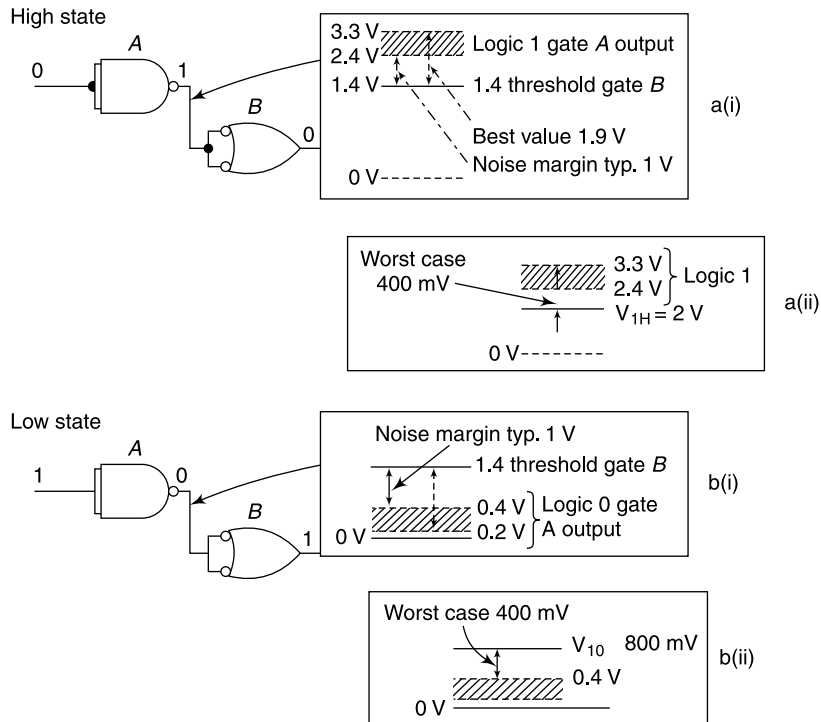 High state
A
0
1
B
0
3.3 V
2.4 V
1.4 V
0 V
Logic 1 gate A output
1.4 threshold gate B
Best value 1.9 V
Noise margin typ. 1 V
a(i)
Worst case
400 mV
3.3 V
2.4 V
Logic 1
V1H = 2 V
0 V
a(ii)
Low state
A
1
0
B
1
Noise margin typ. 1 V
1.4 threshold gate B
0.4 V
0.2 V
Logic 0 gate
A output
0 V
b(i)
Worst case 400 mV
V10 800 mV
0.4 V
0 V
b(ii)